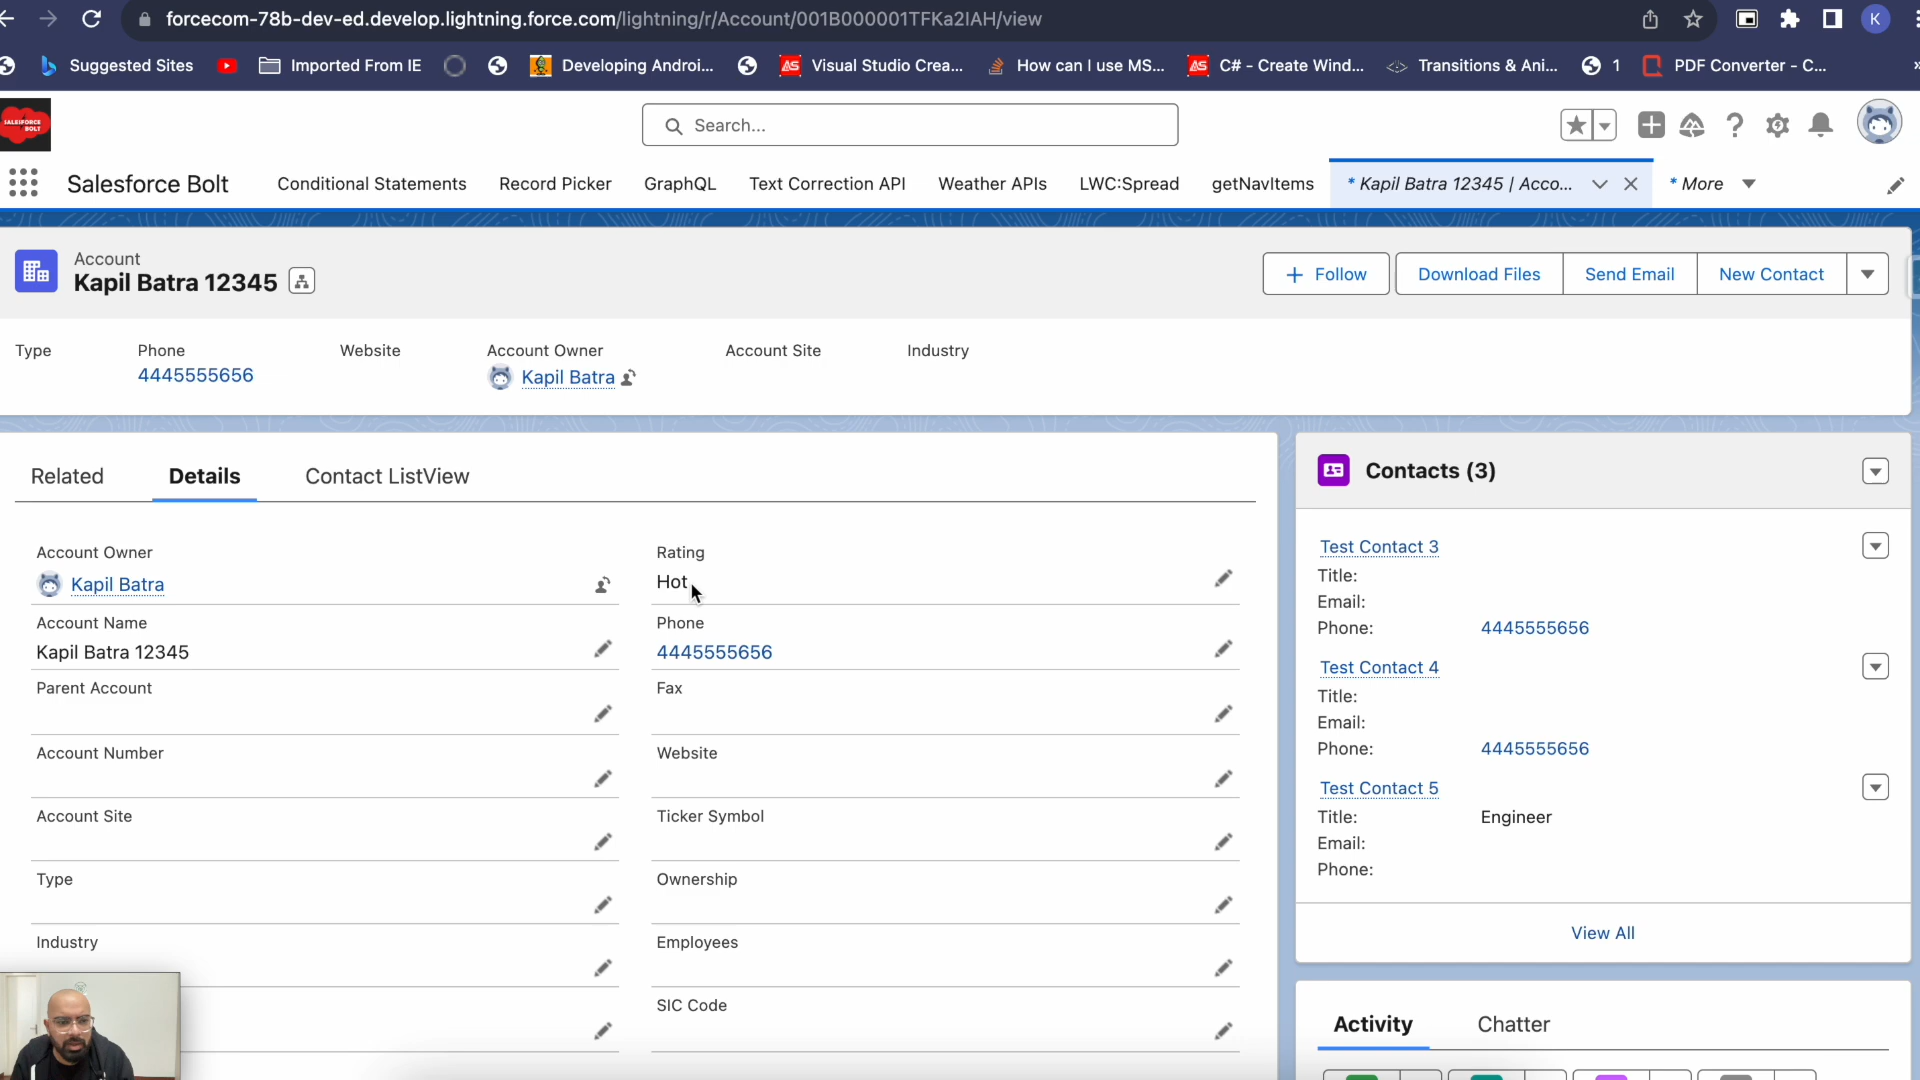 forcecom-78b-dev-ed.develop.lightning.force.com/lightning/r/Account/001B000001TFKa2IAH/view
K
Suggested Sites
Imported From IE
Developing Androi...
Visual Studio Crea...
How can I use MS...
C# - Create Wind...
Transitions & Ani...
1
PDF Converter - C...
»
SALESFORCE BOLT
Search...
Salesforce Bolt
Conditional Statements
Record Picker
GraphQL
Text Correction API
Weather APIs
LWC:Spread
getNavItems
* Kapil Batra 12345 | Acco...
* More
Account
Kapil Batra 12345
+ Follow
Download Files
Send Email
New Contact
Type
Phone
Website
Account Owner
Account Site
Industry
4445555656
Kapil Batra
Related
Details
Contact ListView
Account Owner
Kapil Batra
Rating
Hot
Account Name
Kapil Batra 12345
Phone
4445555656
Parent Account
Fax
Account Number
Website
Account Site
Ticker Symbol
Type
Ownership
Industry
Employees
SIC Code
Contacts (3)
Test Contact 3
Title:
Email:
Phone: 4445555656
Test Contact 4
Title:
Email:
Phone: 4445555656
Test Contact 5
Title: Engineer
Email:
Phone:
View All
Activity
Chatter